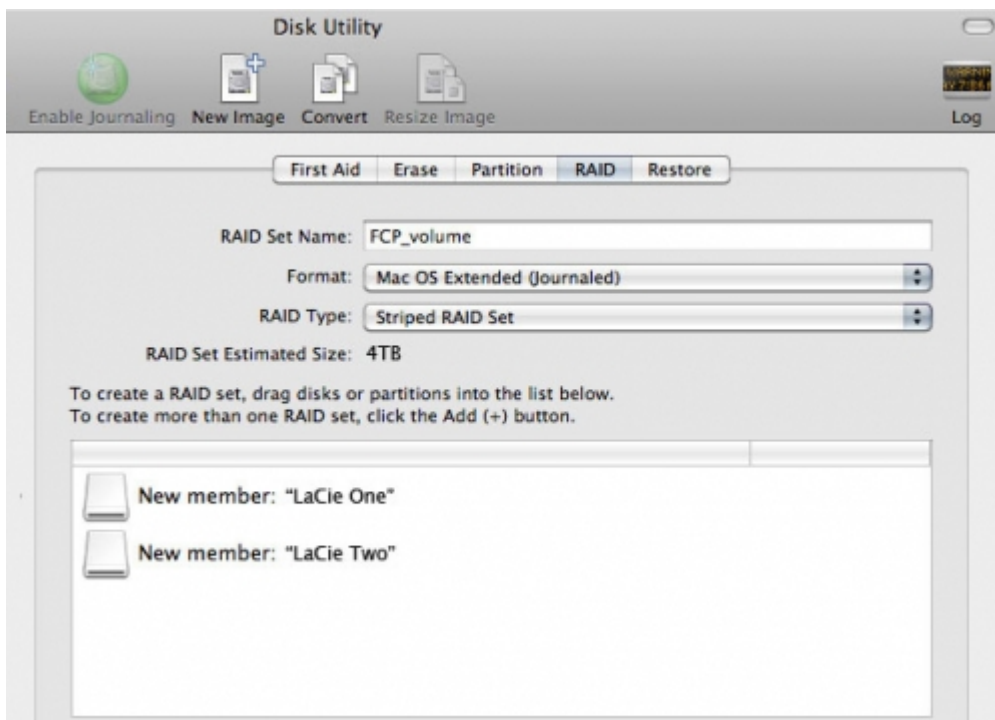 Disk Utility
Enable Journaling New Image Convert Resize Image Log
First Aid Erase Partition RAID Restore
RAID Set Name: FCP_volume
Format: Mac OS Extended (Journaled)
RAID Type: Striped RAID Set
RAID Set Estimated Size: 4TB
To create a RAID set, drag disks or partitions into the list below.
To create more than one RAID set, click the Add (+) button.
New member: “LaCie One”
New member: “LaCie Two”